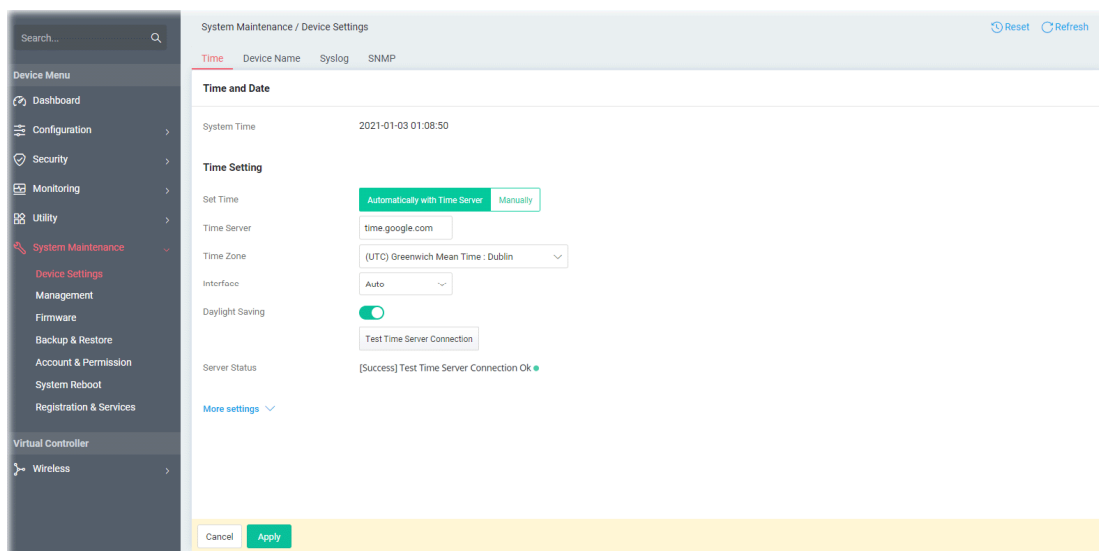 Search...
Device Menu
Dashboard
Configuration
Security
Monitoring
Utility
System Maintenance
Device Settings
Management
Firmware
Backup & Restore
Account & Permission
System Reboot
Registration & Services
Virtual Controller
Wireless
System Maintenance / Device Settings
Reset Refresh
Time Device Name Syslog SNMP
Time and Date
System Time 2021-01-03 01:08:50
Time Setting
Set Time Automatically with Time Server Manually
Time Server time.google.com
Time Zone (UTC) Greenwich Mean Time : Dublin
Interface Auto
Daylight Saving
Test Time Server Connection
Server Status [Success] Test Time Server Connection Ok
More settings
Cancel Apply